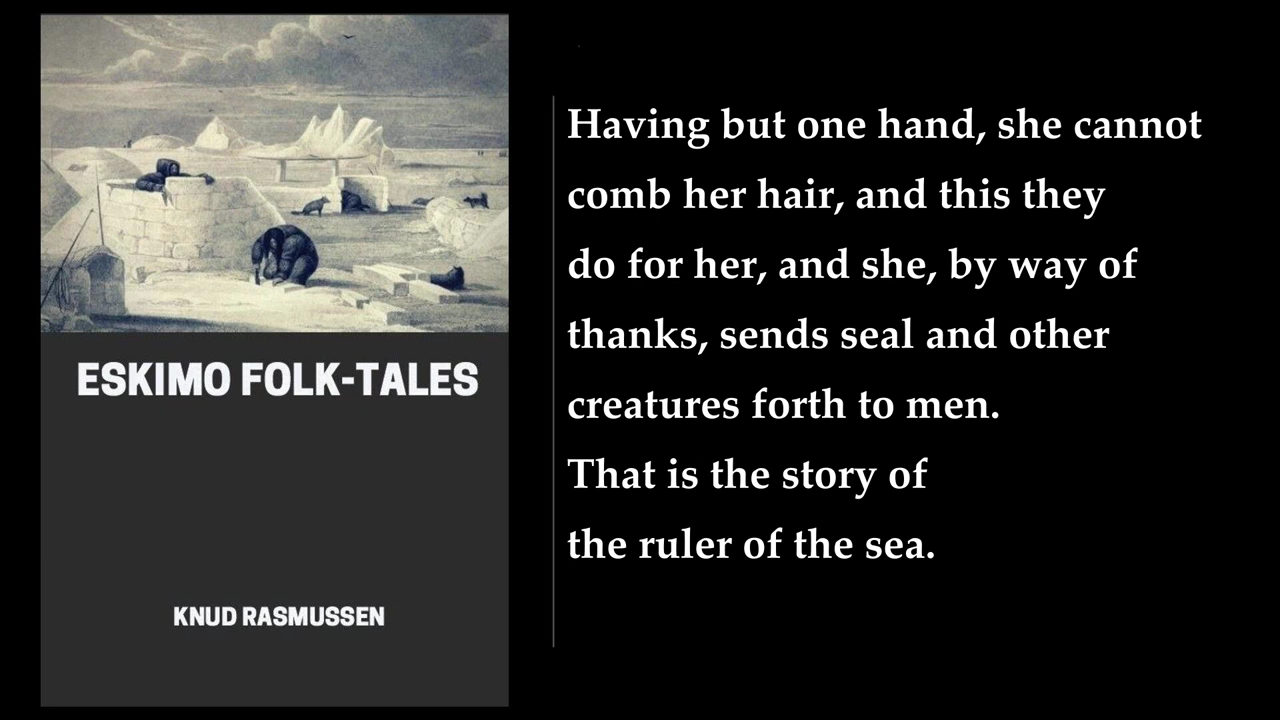 ESKIMO FOLK-TALES
KNUD RASMUSSEN
Having but one hand, she cannot
comb her hair, and this they
do for her, and she, by way of
thanks, sends seal and other
creatures forth to men.
That is the story of
the ruler of the sea.